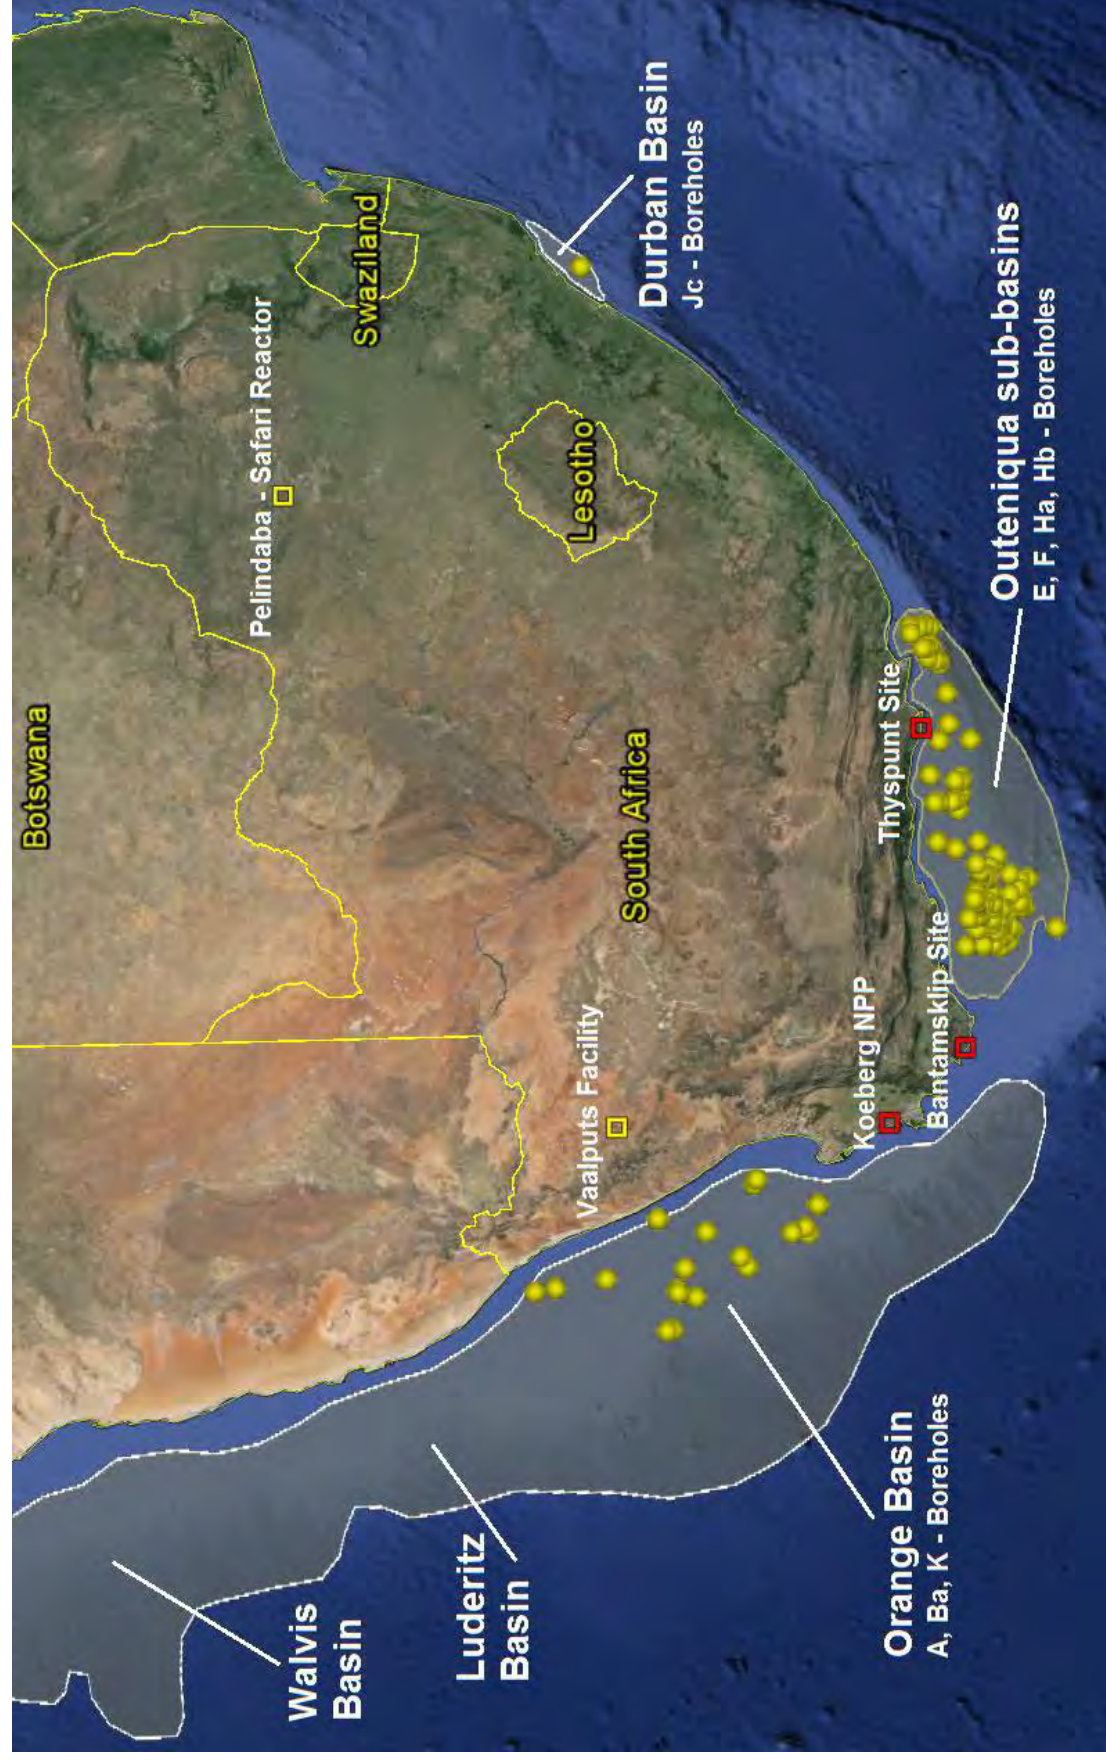 Botswana
Pelindaba - Safari Reactor
Swaziland
Walvis
Basin
Luderitz
Basin
Vaalputs Facility
South Africa
Lesotho
Durban Basin
Jc - Boreholes
Koeberg NPP
Thyspunt Site
Bantamsklip Site
Orange Basin
A, Ba, K - Boreholes
Outeniqua sub-basins
E, F, Ha, Hb - Boreholes